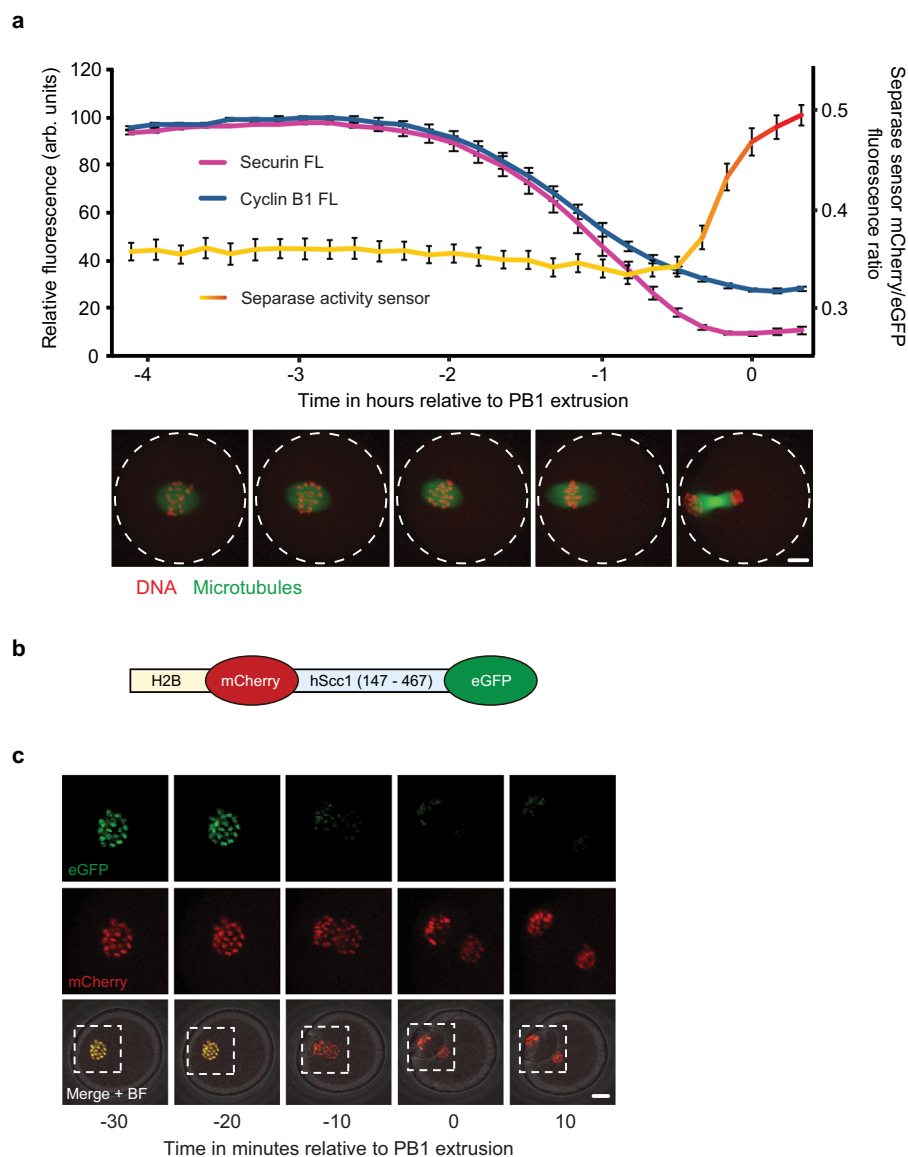 a
Relative fluorescence (arb. units)
120
100
80
60
40
20
0
Securin FL
Cyclin B1 FL
Separase activity sensor
0.5
0.4
0.3
Separase sensor mCherry/eGFP
fluorescence ratio
-4 -3 -2 -1 0
Time in hours relative to PB1 extrusion
DNA Microtubules
b
H2B mCherry hScc1 (147 - 467) eGFP
c
eGFP
mCherry
Merge + BF
-30 -20 -10 0 10
Time in minutes relative to PB1 extrusion